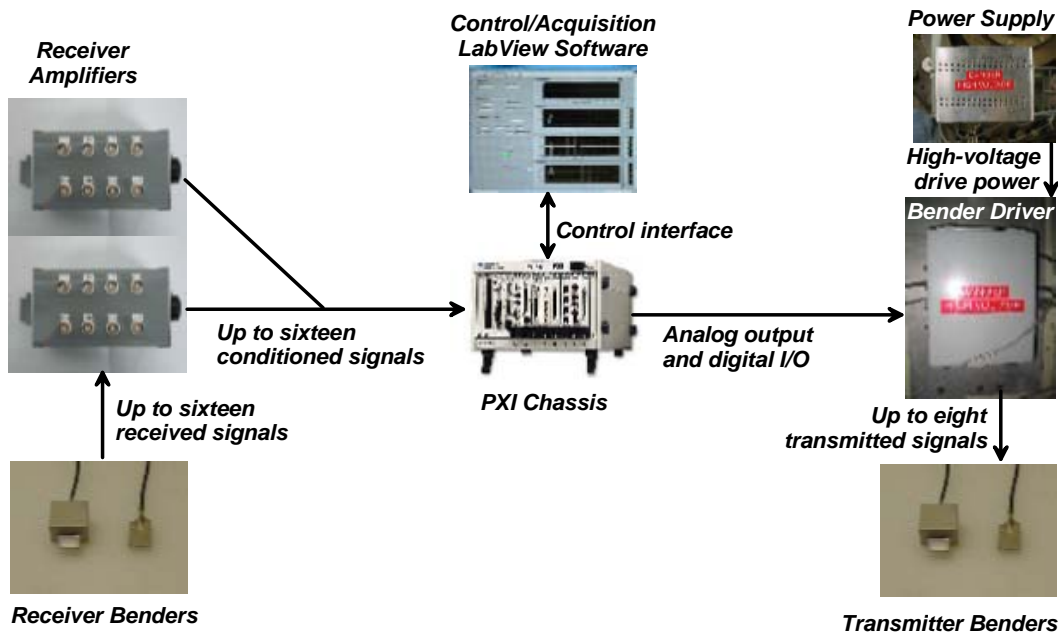 Receiver
Amplifiers
Control/Acquisition
LabView Software
Power Supply
High-voltage
drive power
Bender Driver
Control interface
Up to sixteen
conditioned signals
Analog output
and digital I/O
PXI Chassis
Up to sixteen
received signals
Up to eight
transmitted signals
Receiver Benders
Transmitter Benders